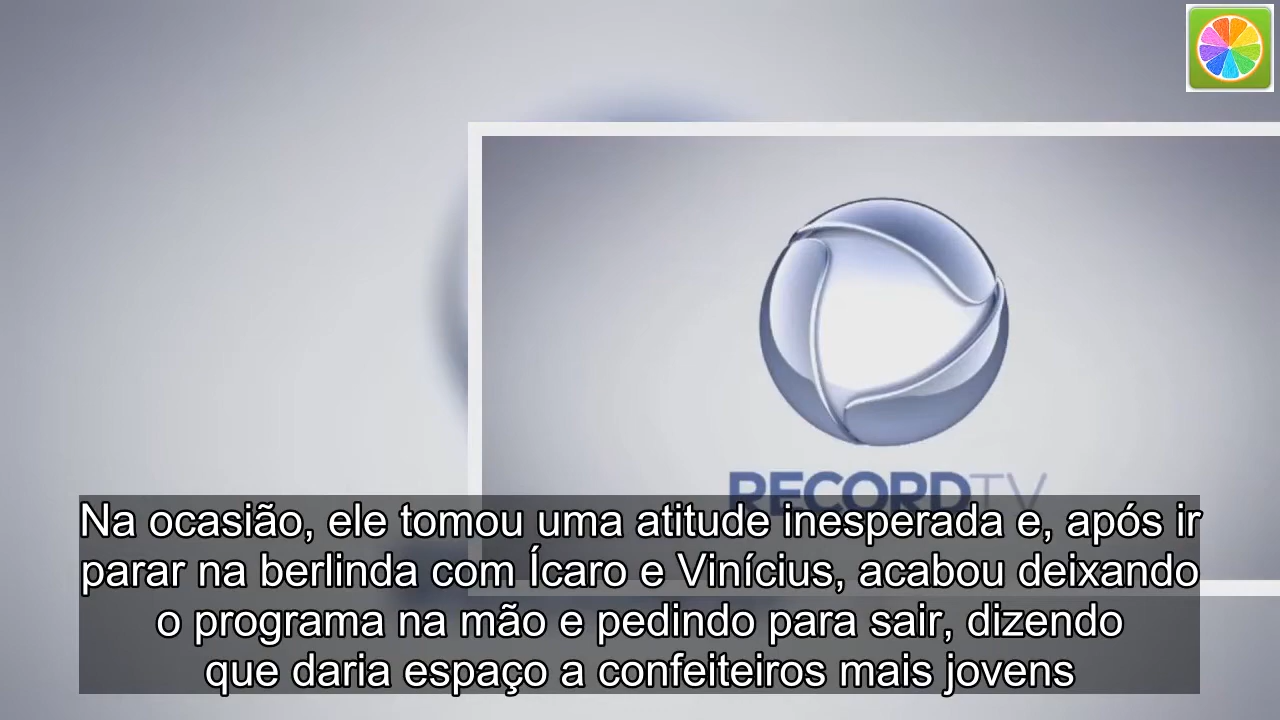 RECORDTV
Na ocasião, ele tomou uma atitude inesperada e, após ir
parar na berlinda com Ícaro e Vinícius, acabou deixando
o programa na mão e pedindo para sair, dizendo
que daria espaço a confeiteiros mais jovens